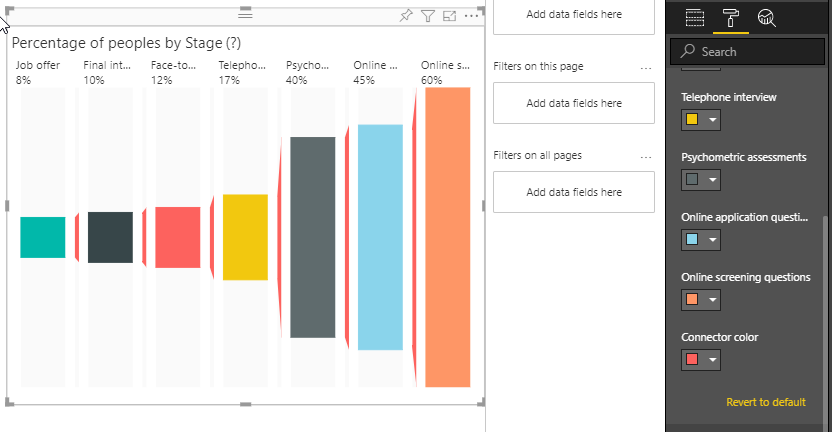 Percentage of peoples by Stage (?)
Job offer Final int... Face-to... Telepho... Psycho... Online ... Online s...
8% 10% 12% 17% 40% 45% 60%
Add data fields here
Filters on this page ...
Add data fields here
Filters on all pages ...
Add data fields here
Search
Telephone interview
Psychometric assessments
Online application questi...
Online screening questions
Connector color
Revert to default